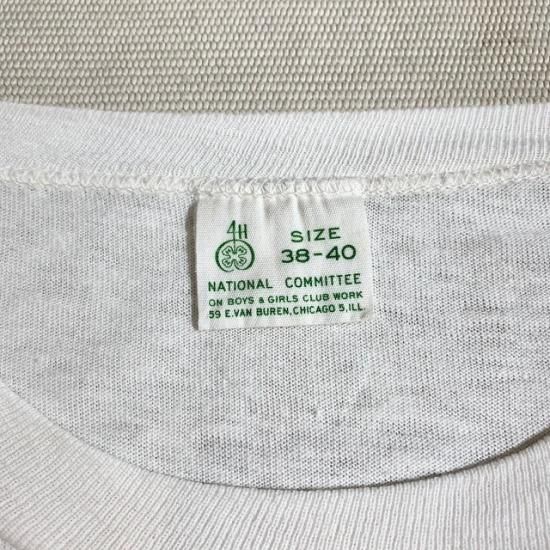 4H
SIZE
38-40
NATIONAL COMMITTEE
ON BOYS & GIRLS CLUB WORK
59 E. VAN BUREN, CHICAGO 5, ILL.